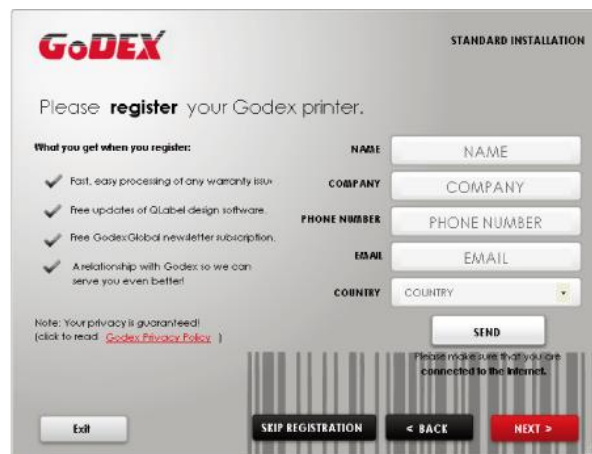 GoDEX
STANDARD INSTALLATION
Please register your Godex printer.
What you get when you register:
Fast, easy processing of any warranty issu
Free updates of QLabel design software.
Free GodexGlobal newsletter subscription.
A relationship with Godex so we can
serve you even better!
Note: Your privacy is guaranteed!
(click to read Godex Privacy Policy )
NAME NAME
COMPANY COMPANY
PHONE NUMBER PHONE NUMBER
EMAIL EMAIL
COUNTRY COUNTRY
SEND
Please make sure that you are
connected to the Internet.
Exit
SKIP REGISTRATION
< BACK
NEXT >